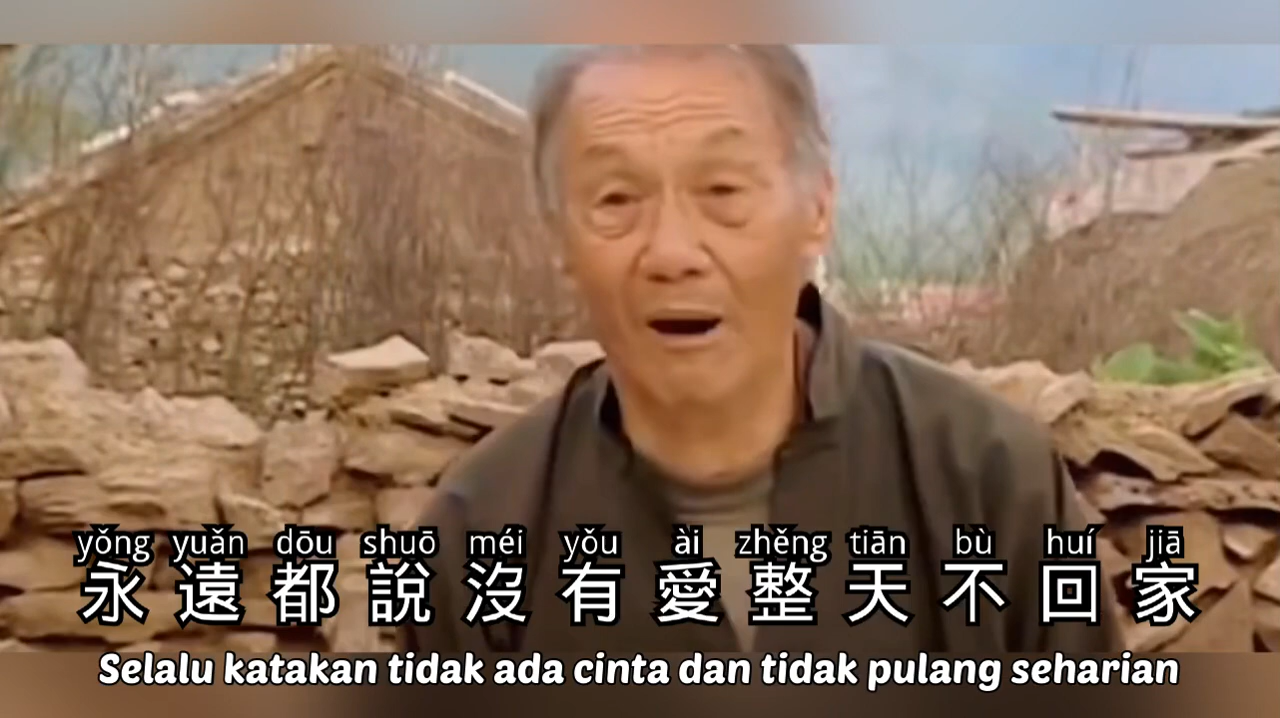 yǒng yuǎn dōu shuō méi yǒu ài zhěng tiān bù huí jiā
永遠都說沒有愛整天不回家
Selalu katakan tidak ada cinta dan tidak pulang seharian